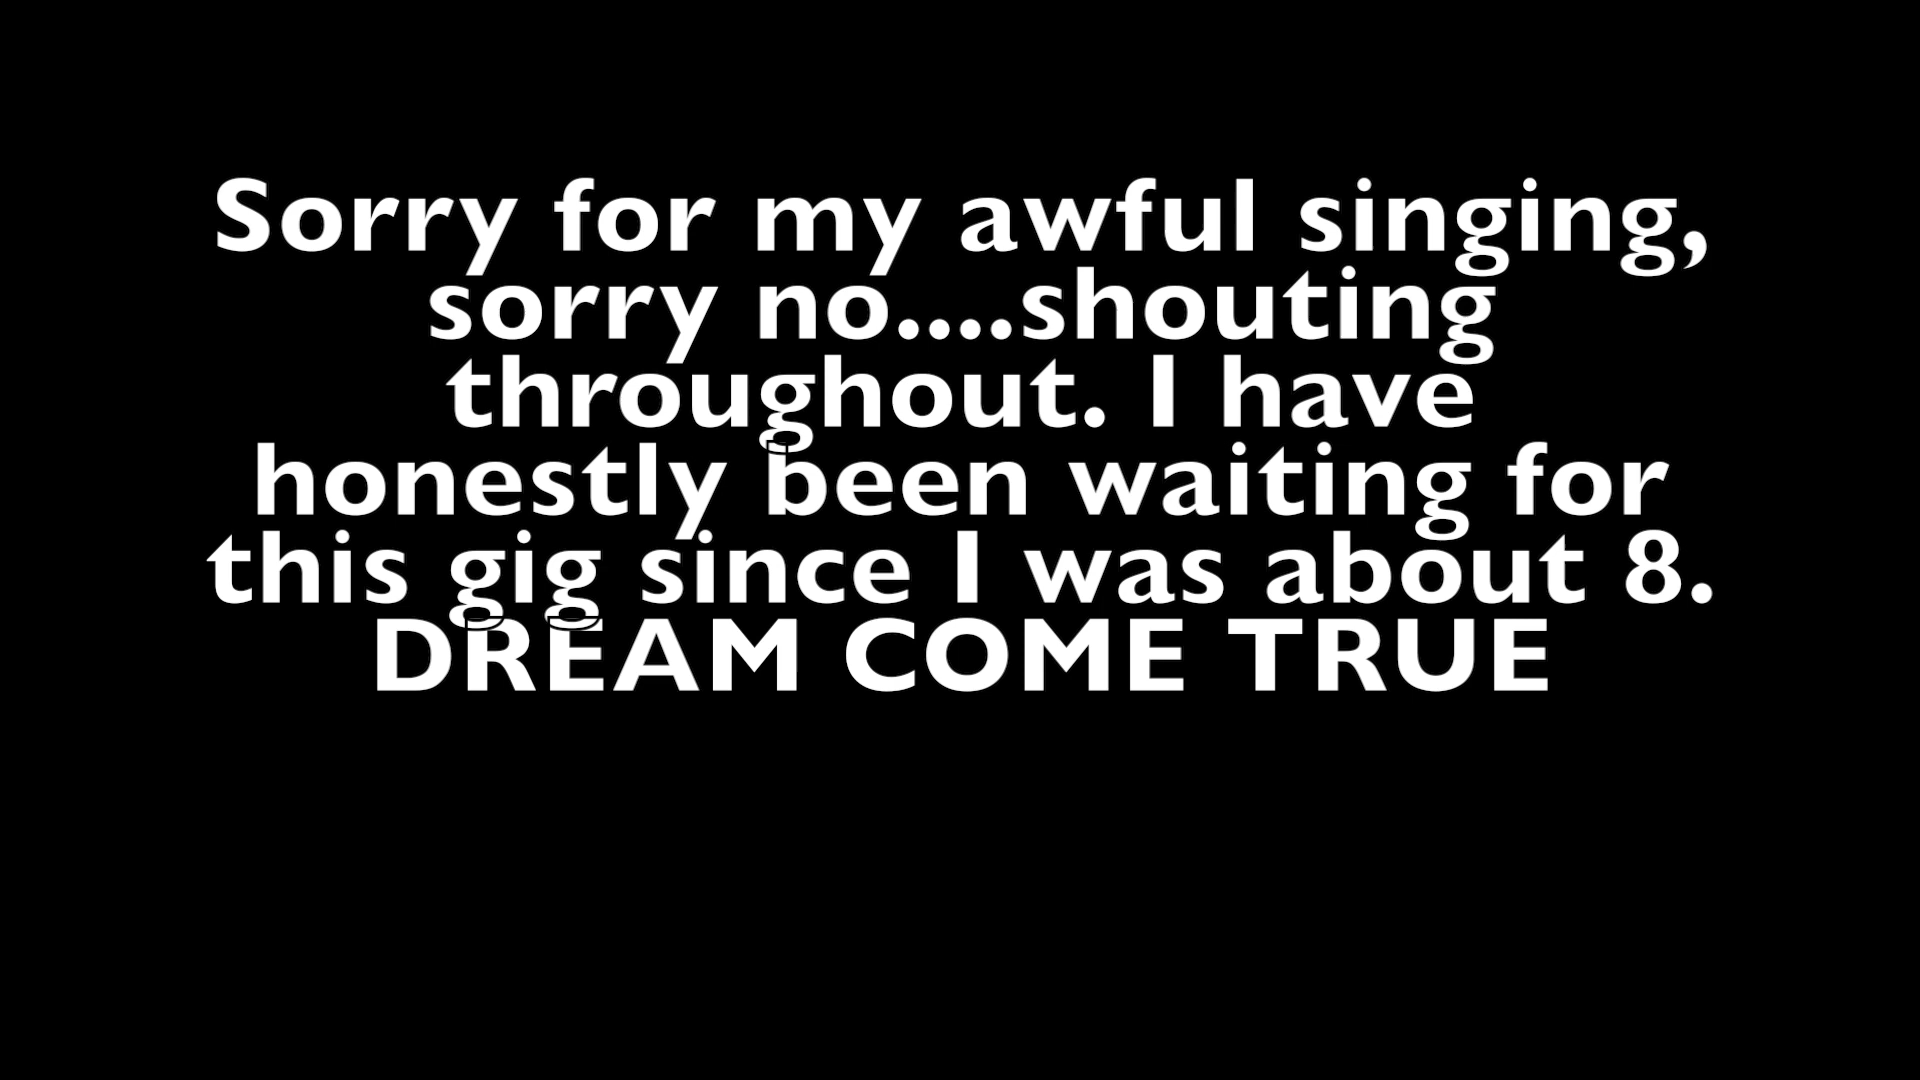 Sorry for my awful singing,
sorry no....shouting
throughout. I have
honestly been waiting for
this gig since I was about 8.
DREAM COME TRUE